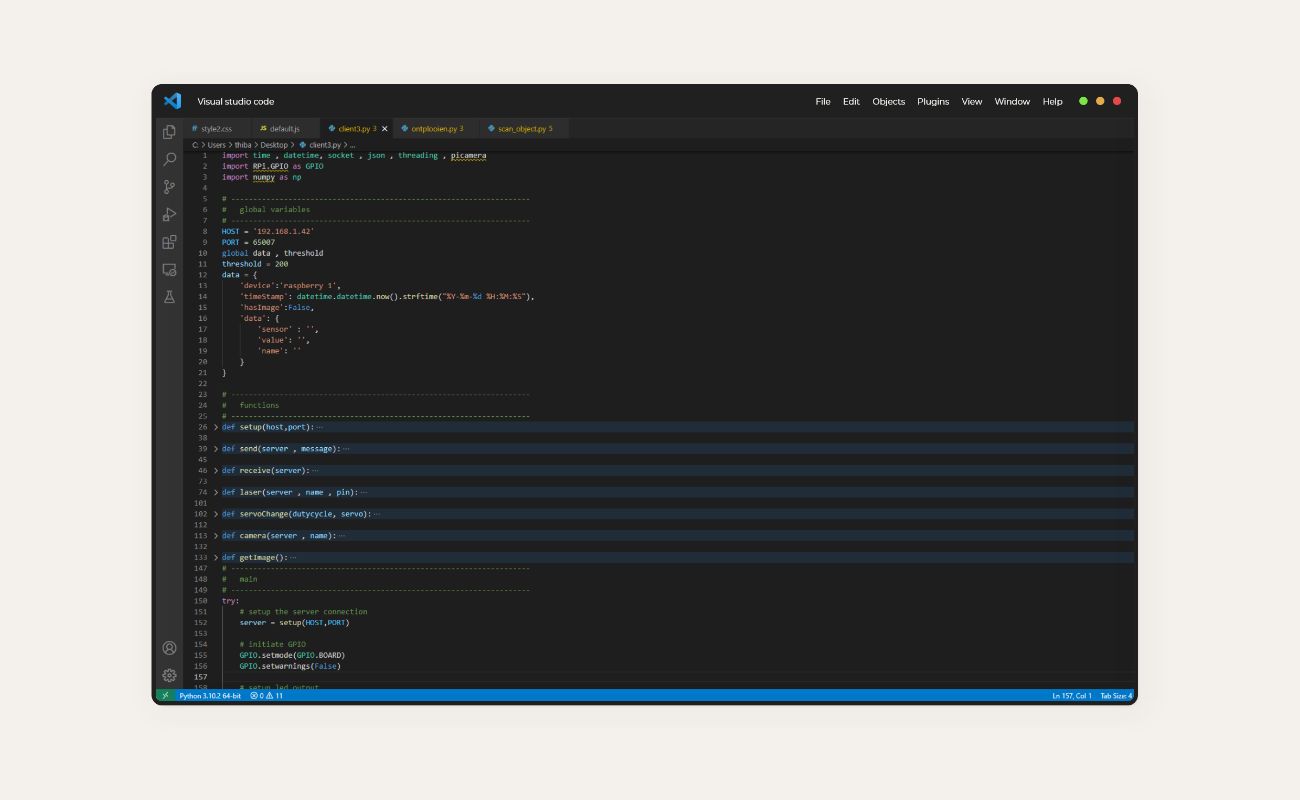 Visual studio code File Edit Objects Plugins View Window Help
# style2.css JS default.js client3.py 3 × ontplooien.py 3 scan_object.py 5
C: > Users > thiba > Desktop > client3.py > ...
1 import time , datetime, socket , json , threading , picamera
2 import RPi.GPIO as GPIO
3 import numpy as np
4
5 # --------------------------------------------------------------------
6 #   global variables
7 # --------------------------------------------------------------------
8 HOST = '192.168.1.42'
9 PORT = 65007
10 global data , threshold
11 threshold = 200
12 data = {
13     'device':'raspberry 1',
14     'timeStamp': datetime.datetime.now().strftime("%Y-%m-%d %H:%M:%S"),
15     'hasImage':False,
16     'data': {
17         'sensor' : '',
18         'value': '',
19         'name': ''
20     }
21 }
22
23 # --------------------------------------------------------------------
24 #   functions
25 # --------------------------------------------------------------------
26 > def setup(host,port): ···
38
39 > def send(server , message): ···
45
46 > def receive(server): ···
73
74 > def laser(server , name , pin): ···
101
102 > def servoChange(dutycycle, servo): ···
112
113 > def camera(server , name): ···
132
133 > def getImage(): ···
147 # --------------------------------------------------------------------
148 #   main
149 # --------------------------------------------------------------------
150 try:
151     # setup the server connection
152     server = setup(HOST,PORT)
153
154     # initiate GPIO
155     GPIO.setmode(GPIO.BOARD)
156     GPIO.setwarnings(False)
157
158     # setup led output
Python 3.10.2 64-bit 0 11 Ln 157, Col 1 Tab Size: 4